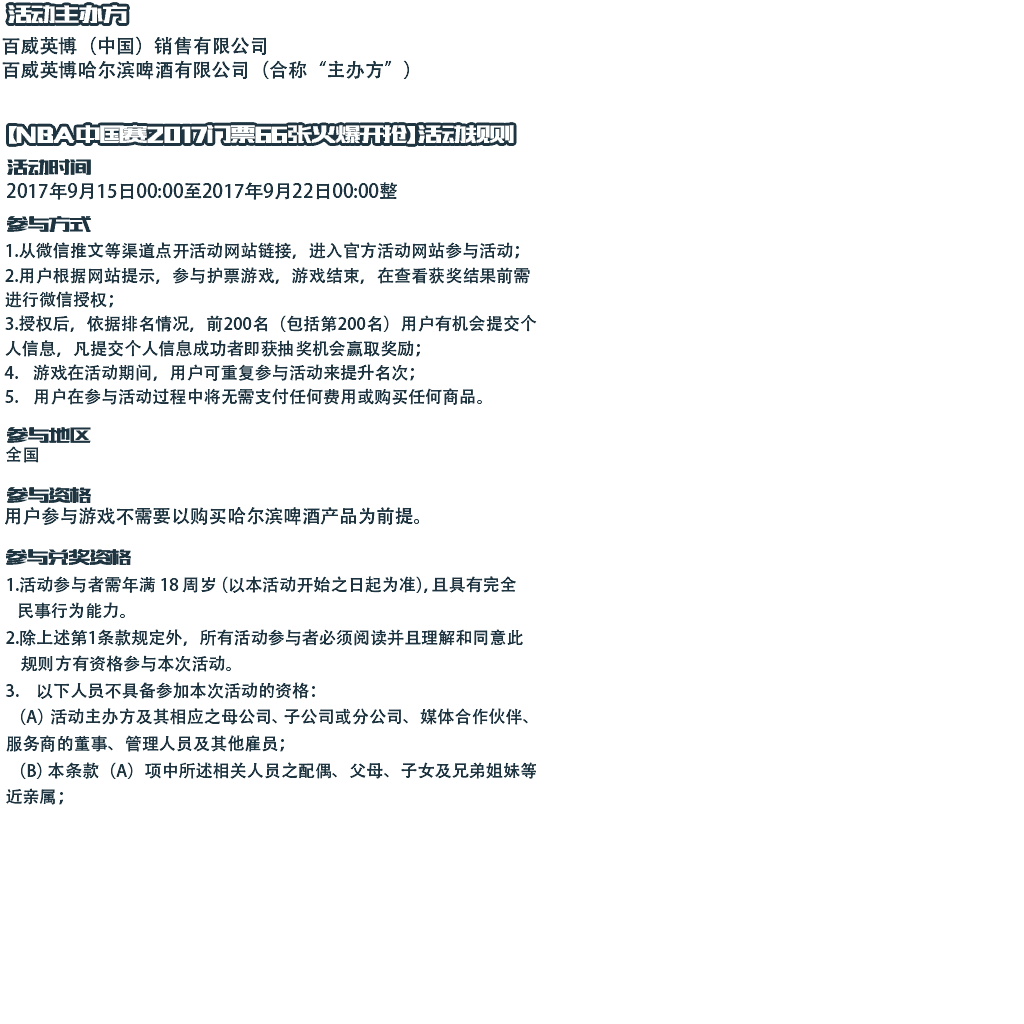 活动主办方
百威英博（中国）销售有限公司
百威英博哈尔滨啤酒有限公司（合称“主办方”）
【NBA中国赛2017门票66张火爆开抢】活动规则
活动时间
2017年9月15日00:00至2017年9月22日00:00整
参与方式
1.从微信推文等渠道点开活动网站链接，进入官方活动网站参与活动；
2.用户根据网站提示，参与护票游戏，游戏结束，在查看获奖结果前需
进行微信授权；
3.授权后，依据排名情况，前200名（包括第200名）用户有机会提交个
人信息，凡提交个人信息成功者即获抽奖机会赢取奖励；
4. 游戏在活动期间，用户可重复参与活动来提升名次；
5. 用户在参与活动过程中将无需支付任何费用或购买任何商品。
参与地区
全国
参与资格
用户参与游戏不需要以购买哈尔滨啤酒产品为前提。
参与兑奖资格
1.活动参与者需年满 18 周岁（以本活动开始之日起为准），且具有完全
民事行为能力。
2.除上述第1条款规定外，所有活动参与者必须阅读并且理解和同意此
规则方有资格参与本次活动。
3. 以下人员不具备参加本次活动的资格：
（A）活动主办方及其相应之母公司、子公司或分公司、媒体合作伙伴、
服务商的董事、管理人员及其他雇员；
（B）本条款（A）项中所述相关人员之配偶、父母、子女及兄弟姐妹等
近亲属；